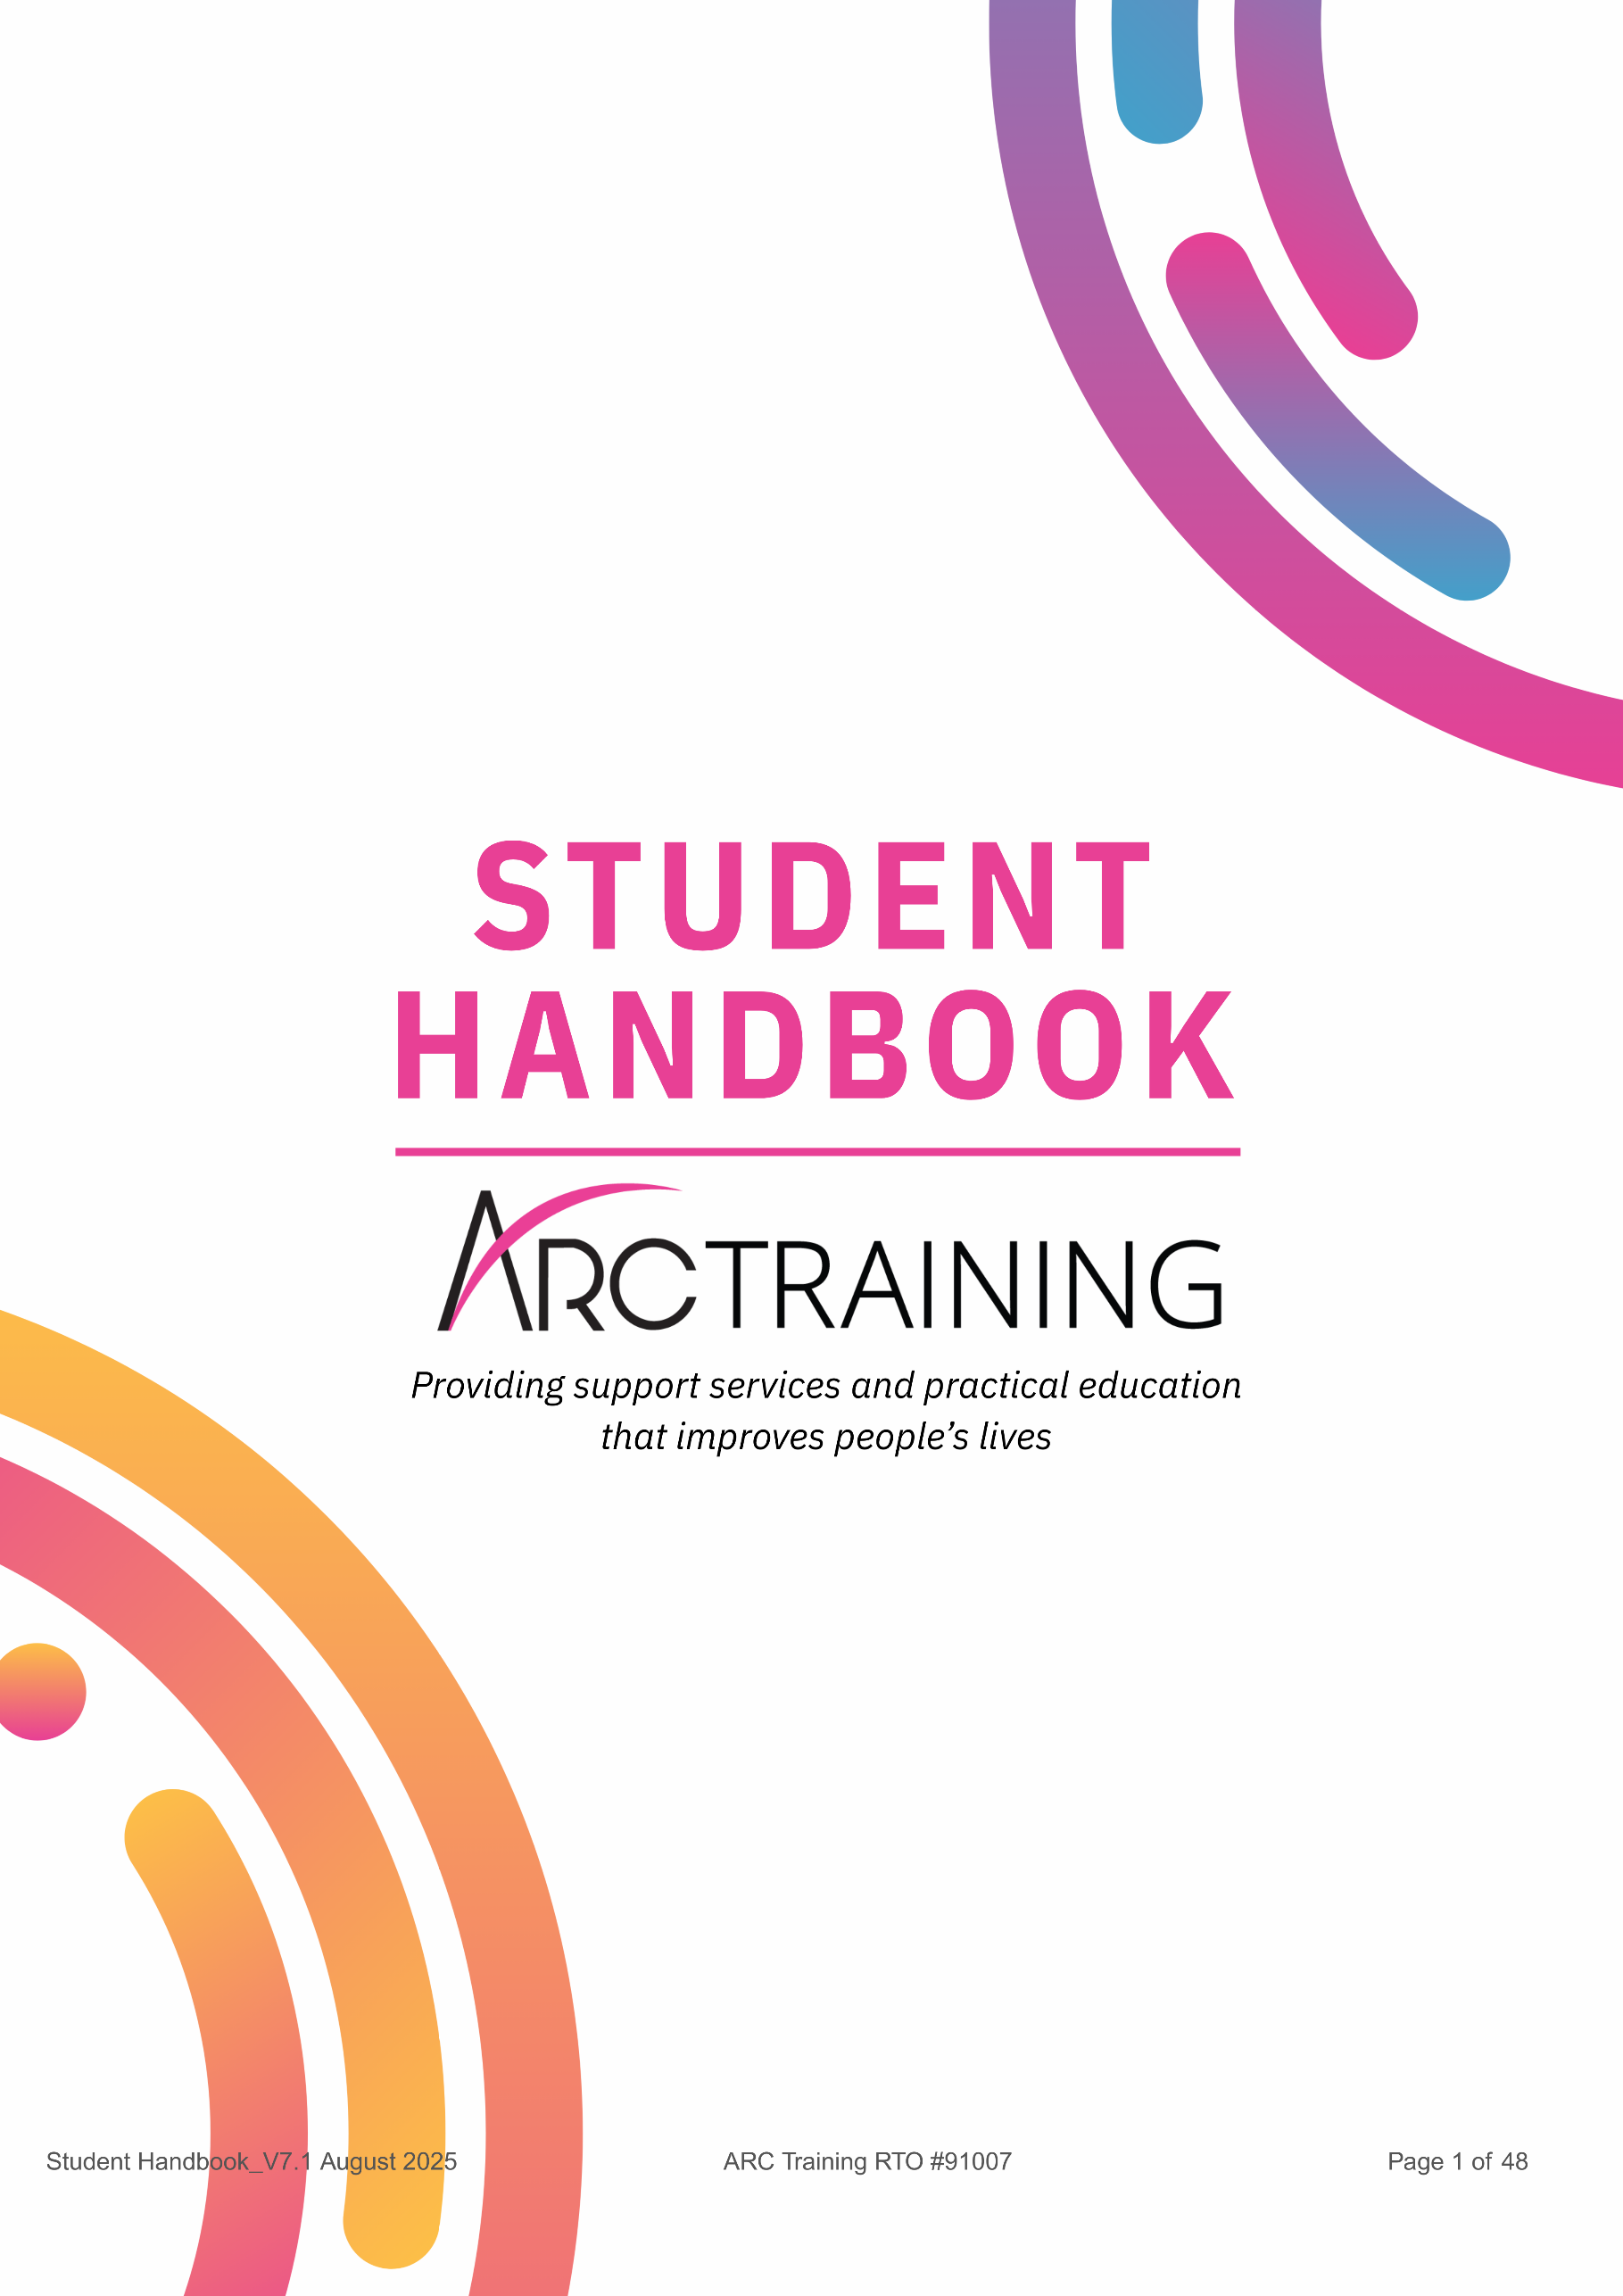 STUDENT
HANDBOOK
ARCTRAINING
Providing support services and practical education
that improves people’s lives
Student Handbook_V7.1 August 2025 ARC Training RTO #91007 Page 1 of 48